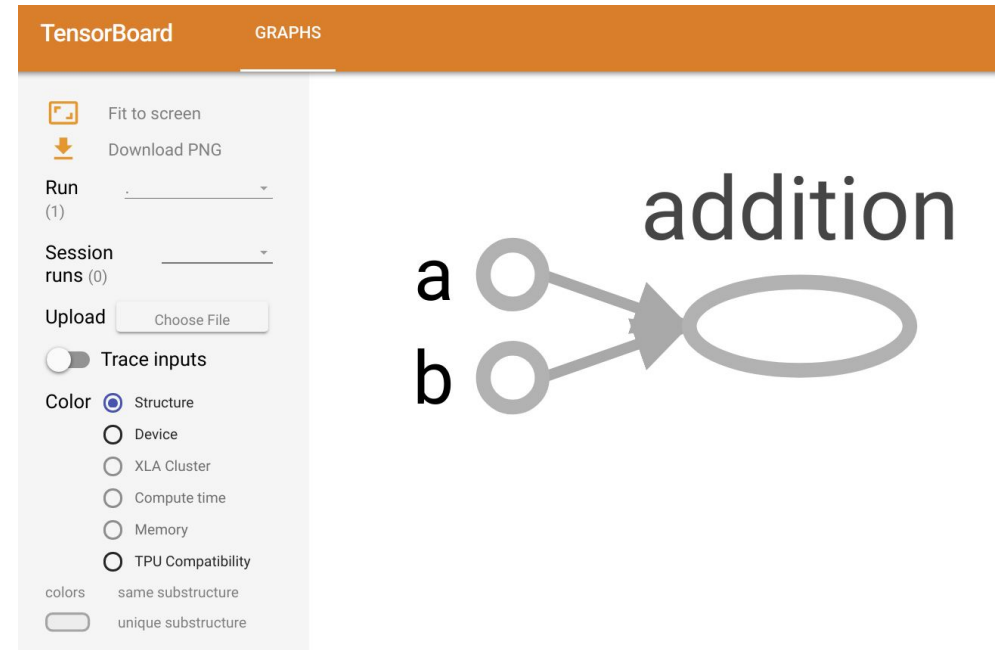 TensorBoard GRAPHS
Fit to screen
Download PNG
Run .
(1)
Session
runs (0)
Upload Choose File
Trace inputs
Color Structure
Device
XLA Cluster
Compute time
Memory
TPU Compatibility
colors same substructure
unique substructure
addition
a
b